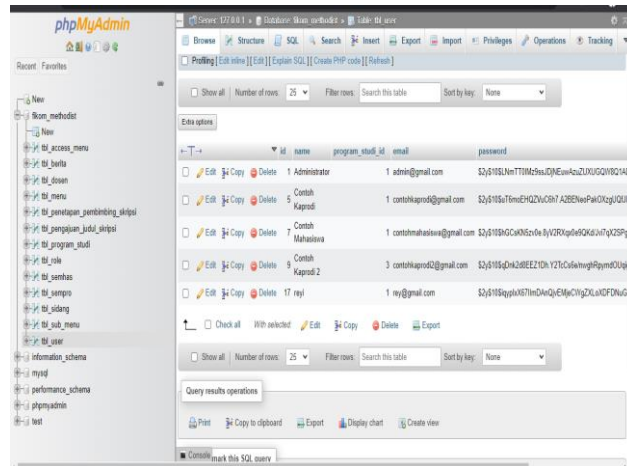 phpMyAdmin
Recent Favorites
New
fikom_methodist
New
tbl_access_menu
tbl_berita
tbl_dosen
tbl_menu
tbl_penetapan_pembimbing_skripsi
tbl_pengajuan_judul_skripsi
tbl_program_studi
tbl_role
tbl_semhas
tbl_sempro
tbl_sidang
tbl_sub_menu
tbl_user
information_schema
mysql
performance_schema
phpmyadmin
test
Server: 127.0.0.1 » Database: fikom_methodist » Table: tbl_user
Browse Structure SQL Search Insert Export Import Privileges Operations Tracking
Profiling [ Edit inline ] [ Edit ] [ Explain SQL ] [ Create PHP code ] [ Refresh ]
Show all Number of rows: 25 Filter rows: Search this table Sort by key: None
Extra options
id name program_studi_id email password
Edit Copy Delete 1 Administrator 1 admin@gmail.com
Edit Copy Delete 5 Contoh Kaprodi 1 contohkaprodi@gmail.com
Edit Copy Delete 7 Contoh Mahasiswa 1 contohmahasiswa@gmail.com
Edit Copy Delete 9 Contoh Kaprodi 2 3 contohkaprodi2@gmail.com
Edit Copy Delete 17 reyl 1 rey@gmail.com
Check all With selected: Edit Copy Delete Export
Show all Number of rows: 25 Filter rows: Search this table Sort by key: None
Query results operations
Print Copy to clipboard Export Display chart Create view
Console mark this SQL query